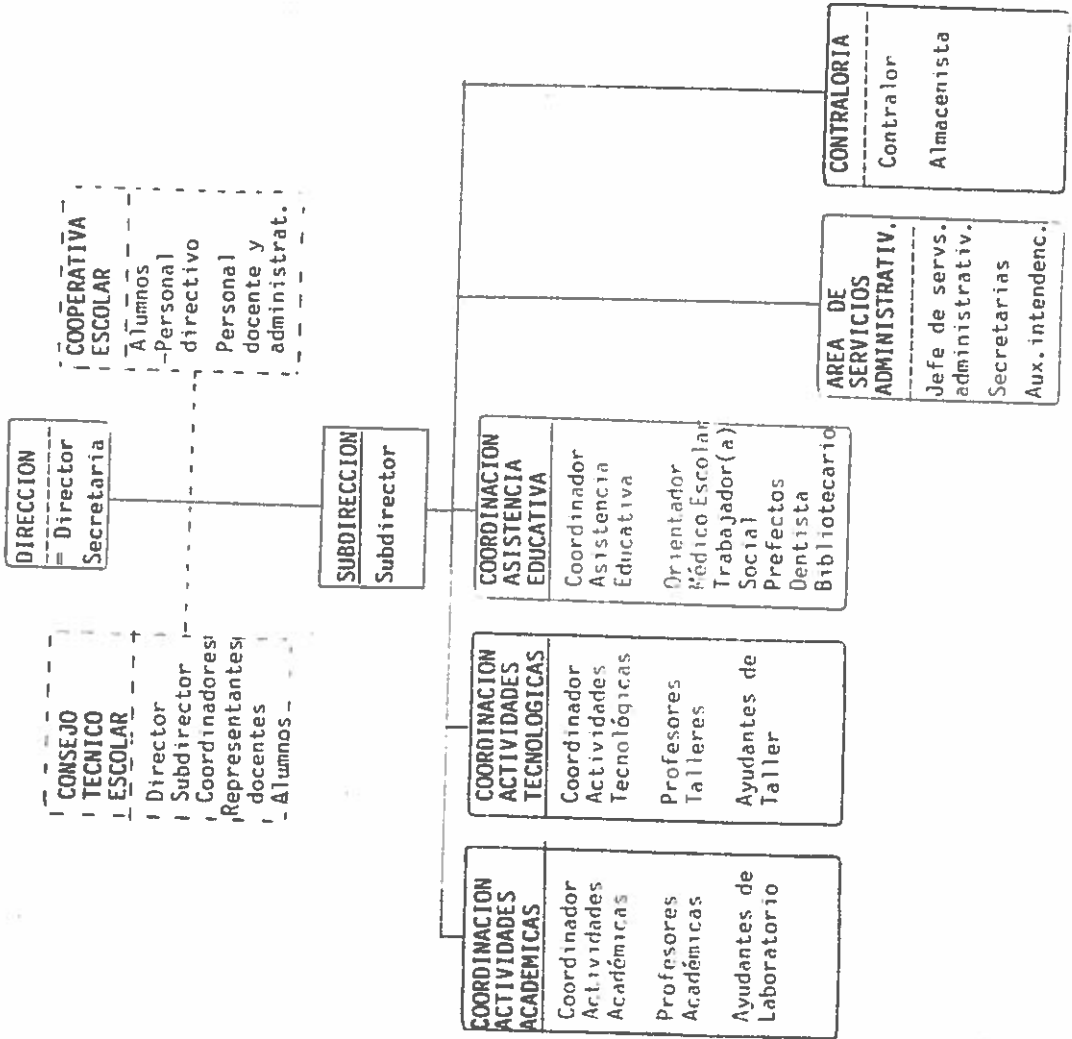 DIRECCION
= Director
Secretaria
CONSEJO
TECNICO
ESCOLAR
Director
Subdirector
Coordinadores
Representantes
docentes
Alumnos
COOPERATIVA
ESCOLAR
Alumnos
Personal
directivo
Personal
docente y
administrat.
SUBDIRECCION
Subdirector
COORDINACION
ACTIVIDADES
ACADEMICAS
Coordinador
Actividades
Académicas
Profesores
Académicas
Ayudantes de
Laboratorio
COORDINACION
ACTIVIDADES
TECNOLOGICAS
Coordinador
Actividades
Tecnológicas
Profesores
Talleres
Ayudantes de
Taller
COORDINACION
ASISTENCIA
EDUCATIVA
Coordinador
Asistencia
Educativa
Orientador
Médico Escolar
Trabajador(a)
Social
Prefectos
Dentista
Bibliotecario
AREA DE
SERVICIOS
ADMINISTRATIV.
Jefe de servs.
administrativ.
Secretarias
Aux.intendenc.
CONTRALORIA
Contralor
Almacenista